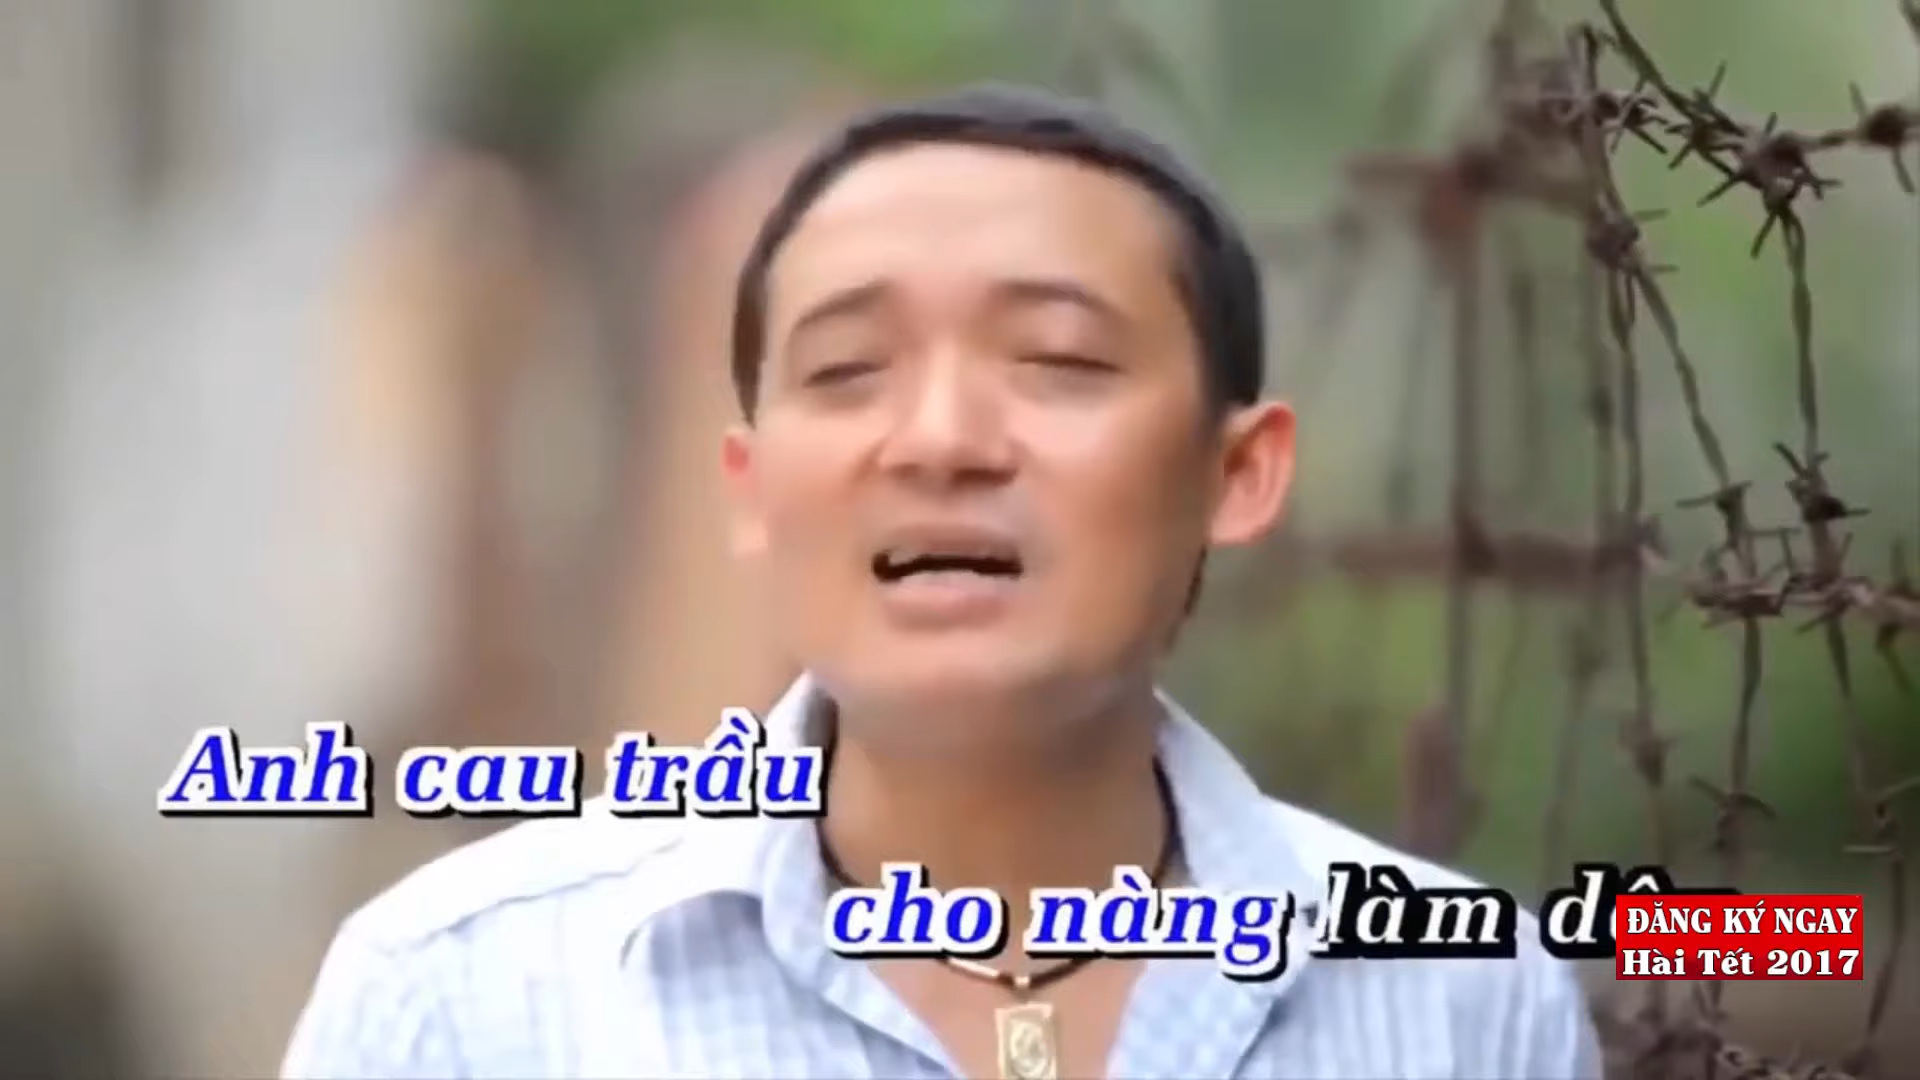 Anh cau trầu
cho nàng làm
ĐĂNG KÝ NGAY
Hài Tết 2017